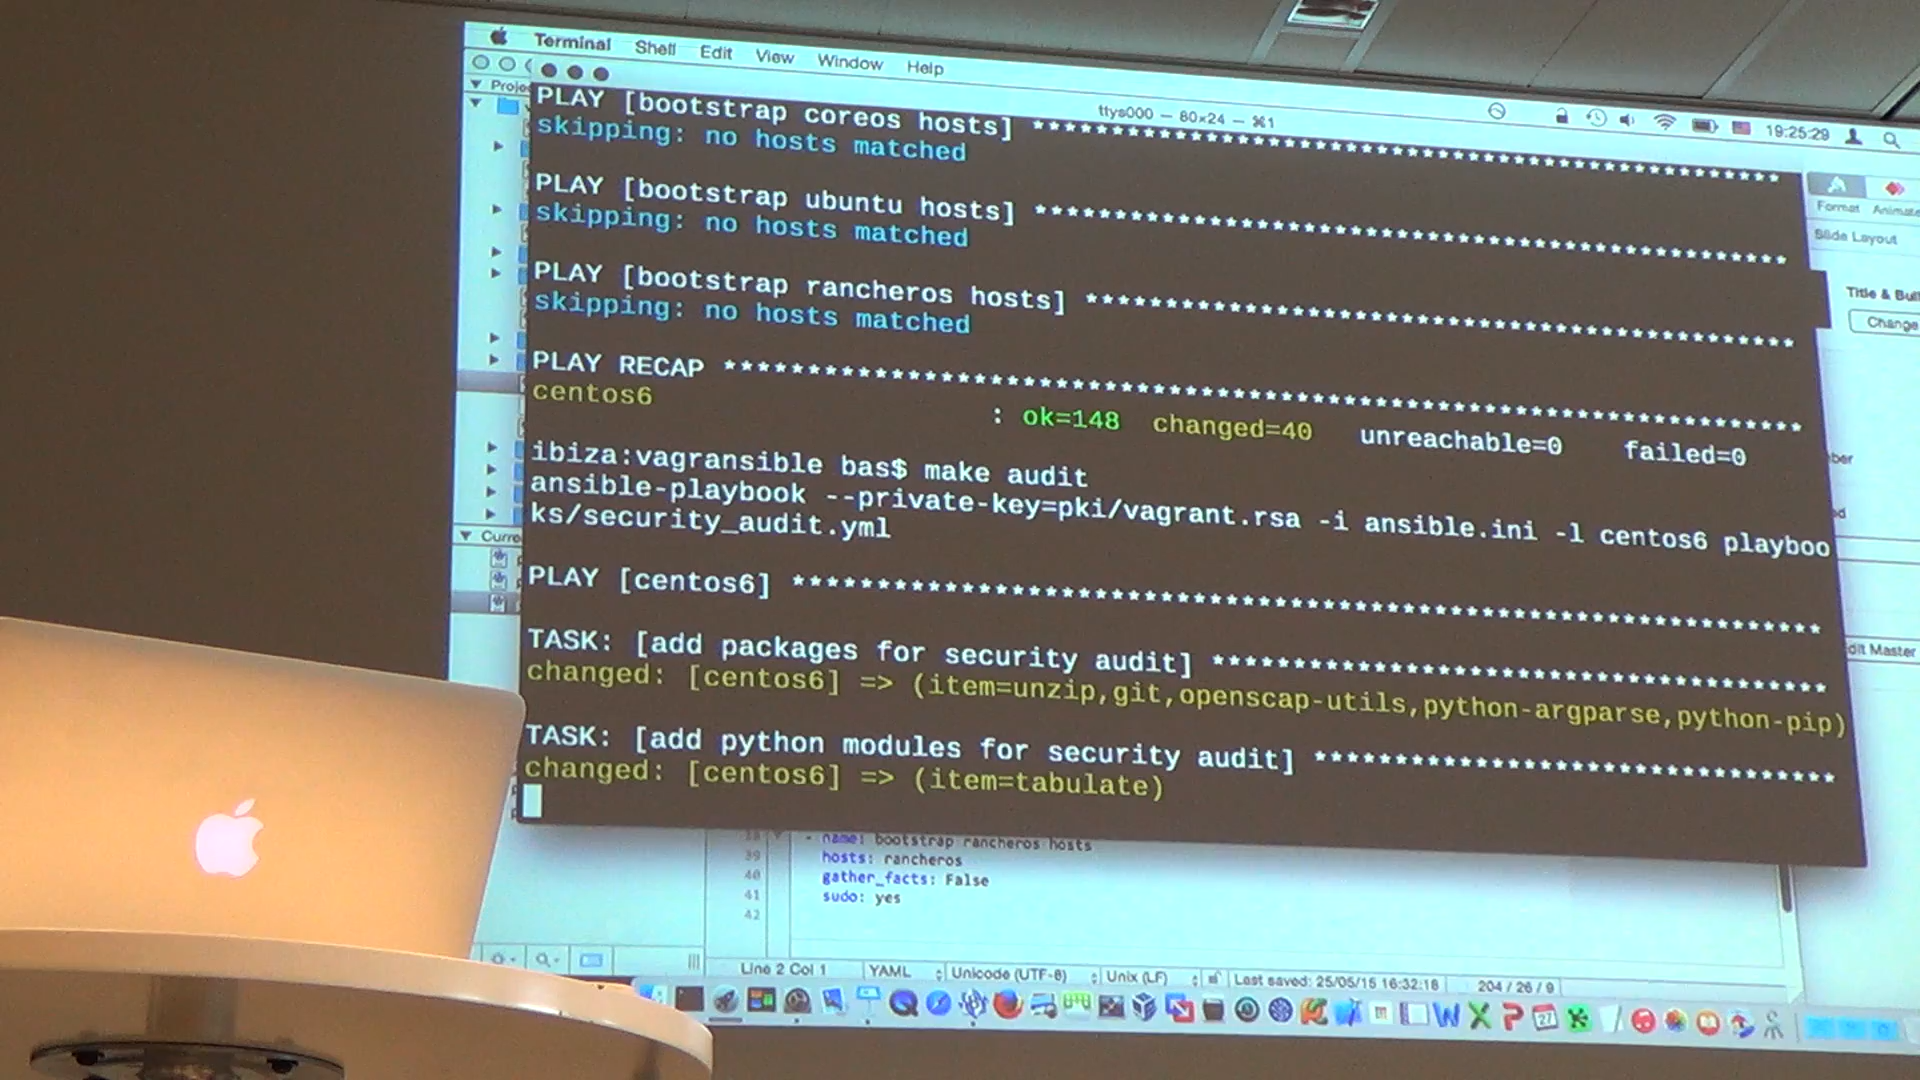 Terminal Shell Edit View Window Help
19:25:29
ttys000 — 80×24 — ⌘1
PLAY [bootstrap coreos hosts] ********************************************
skipping: no hosts matched
PLAY [bootstrap ubuntu hosts] ********************************************
skipping: no hosts matched
PLAY [bootstrap rancheros hosts] *****************************************
skipping: no hosts matched
PLAY RECAP ***************************************************************
centos6 : ok=148 changed=40 unreachable=0 failed=0
ibiza:vagransible bas$ make audit
ansible-playbook --private-key=pki/vagrant.rsa -i ansible.ini -l centos6 playboo
ks/security_audit.yml
PLAY [centos6] ***********************************************************
TASK: [add packages for security audit] **********************************
changed: [centos6] => (item=unzip,git,openscap-utils,python-argparse,python-pip)
TASK: [add python modules for security audit] ****************************
changed: [centos6] => (item=tabulate)
Format Animate
Slide Layout
Title & Bull
Change
dit Master
- name: bootstrap rancheros hosts
39 hosts: rancheros
40 gather_facts: False
41 sudo: yes
42
Line 2 Col 1 YAML Unicode (UTF-8) Unix (LF) Last saved: 25/05/15 16:32:18 204 / 26 / 9